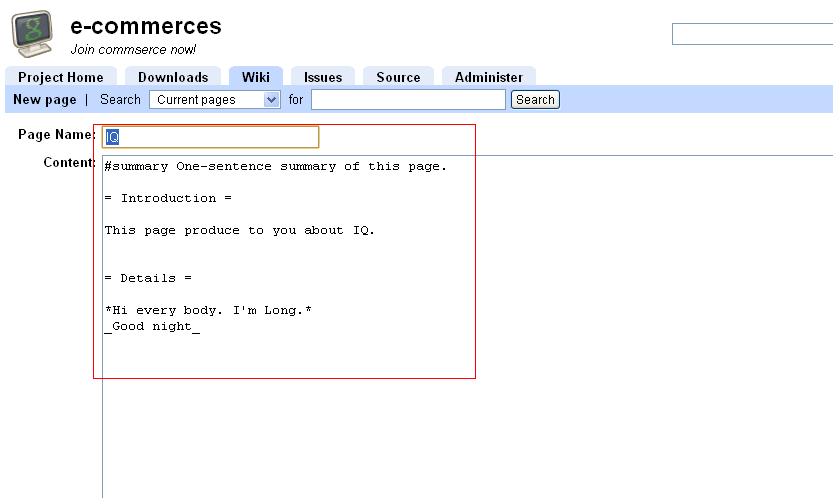 e-commerces
Join commserce now!
Project Home Downloads Wiki Issues Source Administer
New page | Search Current pages for Search
Page Name: IQ
Content:
#summary One-sentence summary of this page.
= Introduction =
This page produce to you about IQ.
= Details =
*Hi every body. I'm Long.*
_Good night_